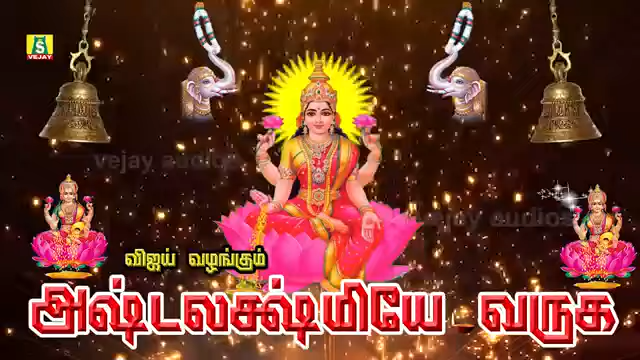 VEJAY
vejay audios
vejay audios
விஜய் வழங்கும்
அஷ்டலக்ஷ்மியே வருக